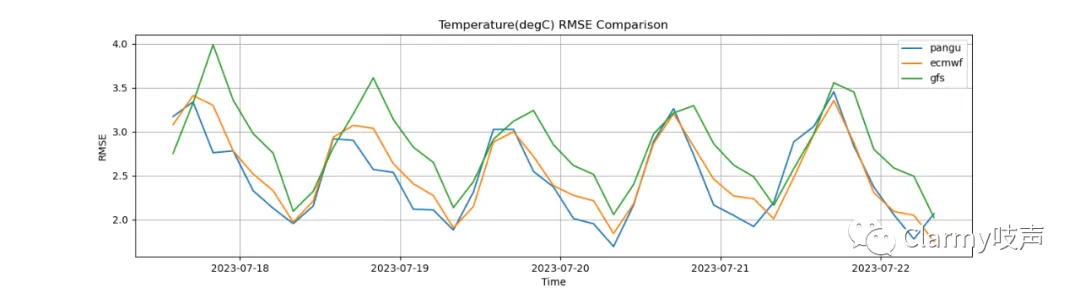 Temperature(degC) RMSE Comparison
4.0
3.5
3.0
2.5
2.0
RMSE
pangu
ecmwf
gfs
2023-07-18
2023-07-19
2023-07-20
2023-07-21
2023-07-22
Time
Clarmy吱声